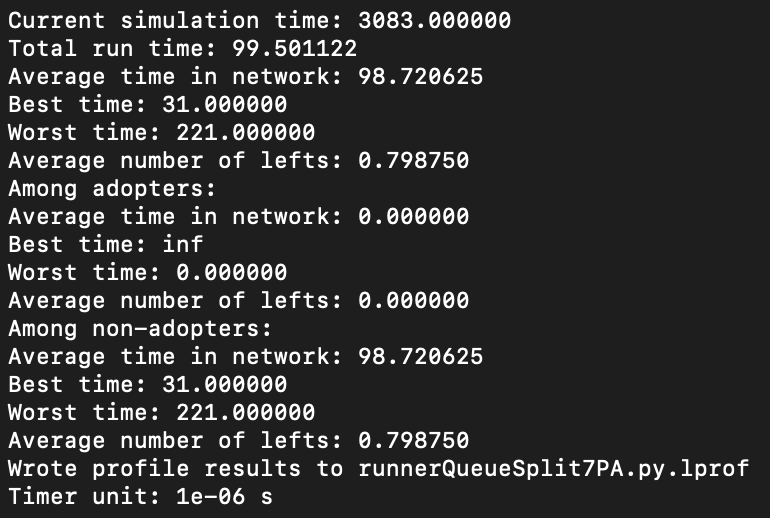 Current simulation time: 3083.000000
Total run time: 99.501122
Average time in network: 98.720625
Best time: 31.000000
Worst time: 221.000000
Average number of lefts: 0.798750
Among adopters:
Average time in network: 0.000000
Best time: inf
Worst time: 0.000000
Average number of lefts: 0.000000
Among non-adopters:
Average time in network: 98.720625
Best time: 31.000000
Worst time: 221.000000
Average number of lefts: 0.798750
Wrote profile results to runnerQueueSplit7PA.py.lprof
Timer unit: 1e-06 s